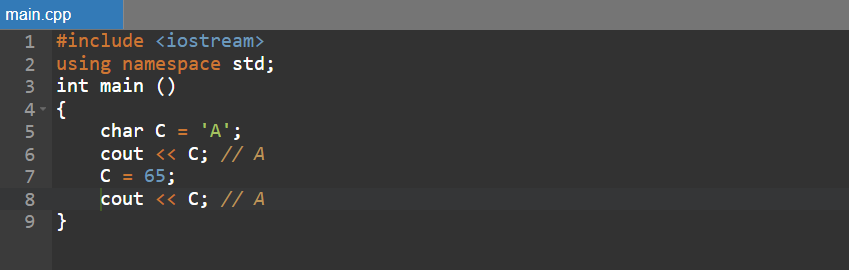 main.cpp
1 #include <iostream>
2 using namespace std;
3 int main ()
4 {
5     char C = 'A';
6     cout << C; // A
7     C = 65;
8     cout << C; // A
9 }